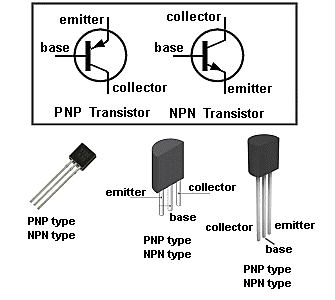 emitter
collector
base
base
collector
emitter
PNP Transistor
NPN Transistor
emitter
collector
base
collector
emitter
base
PNP type
NPN type
PNP type
NPN type
PNP type
NPN type